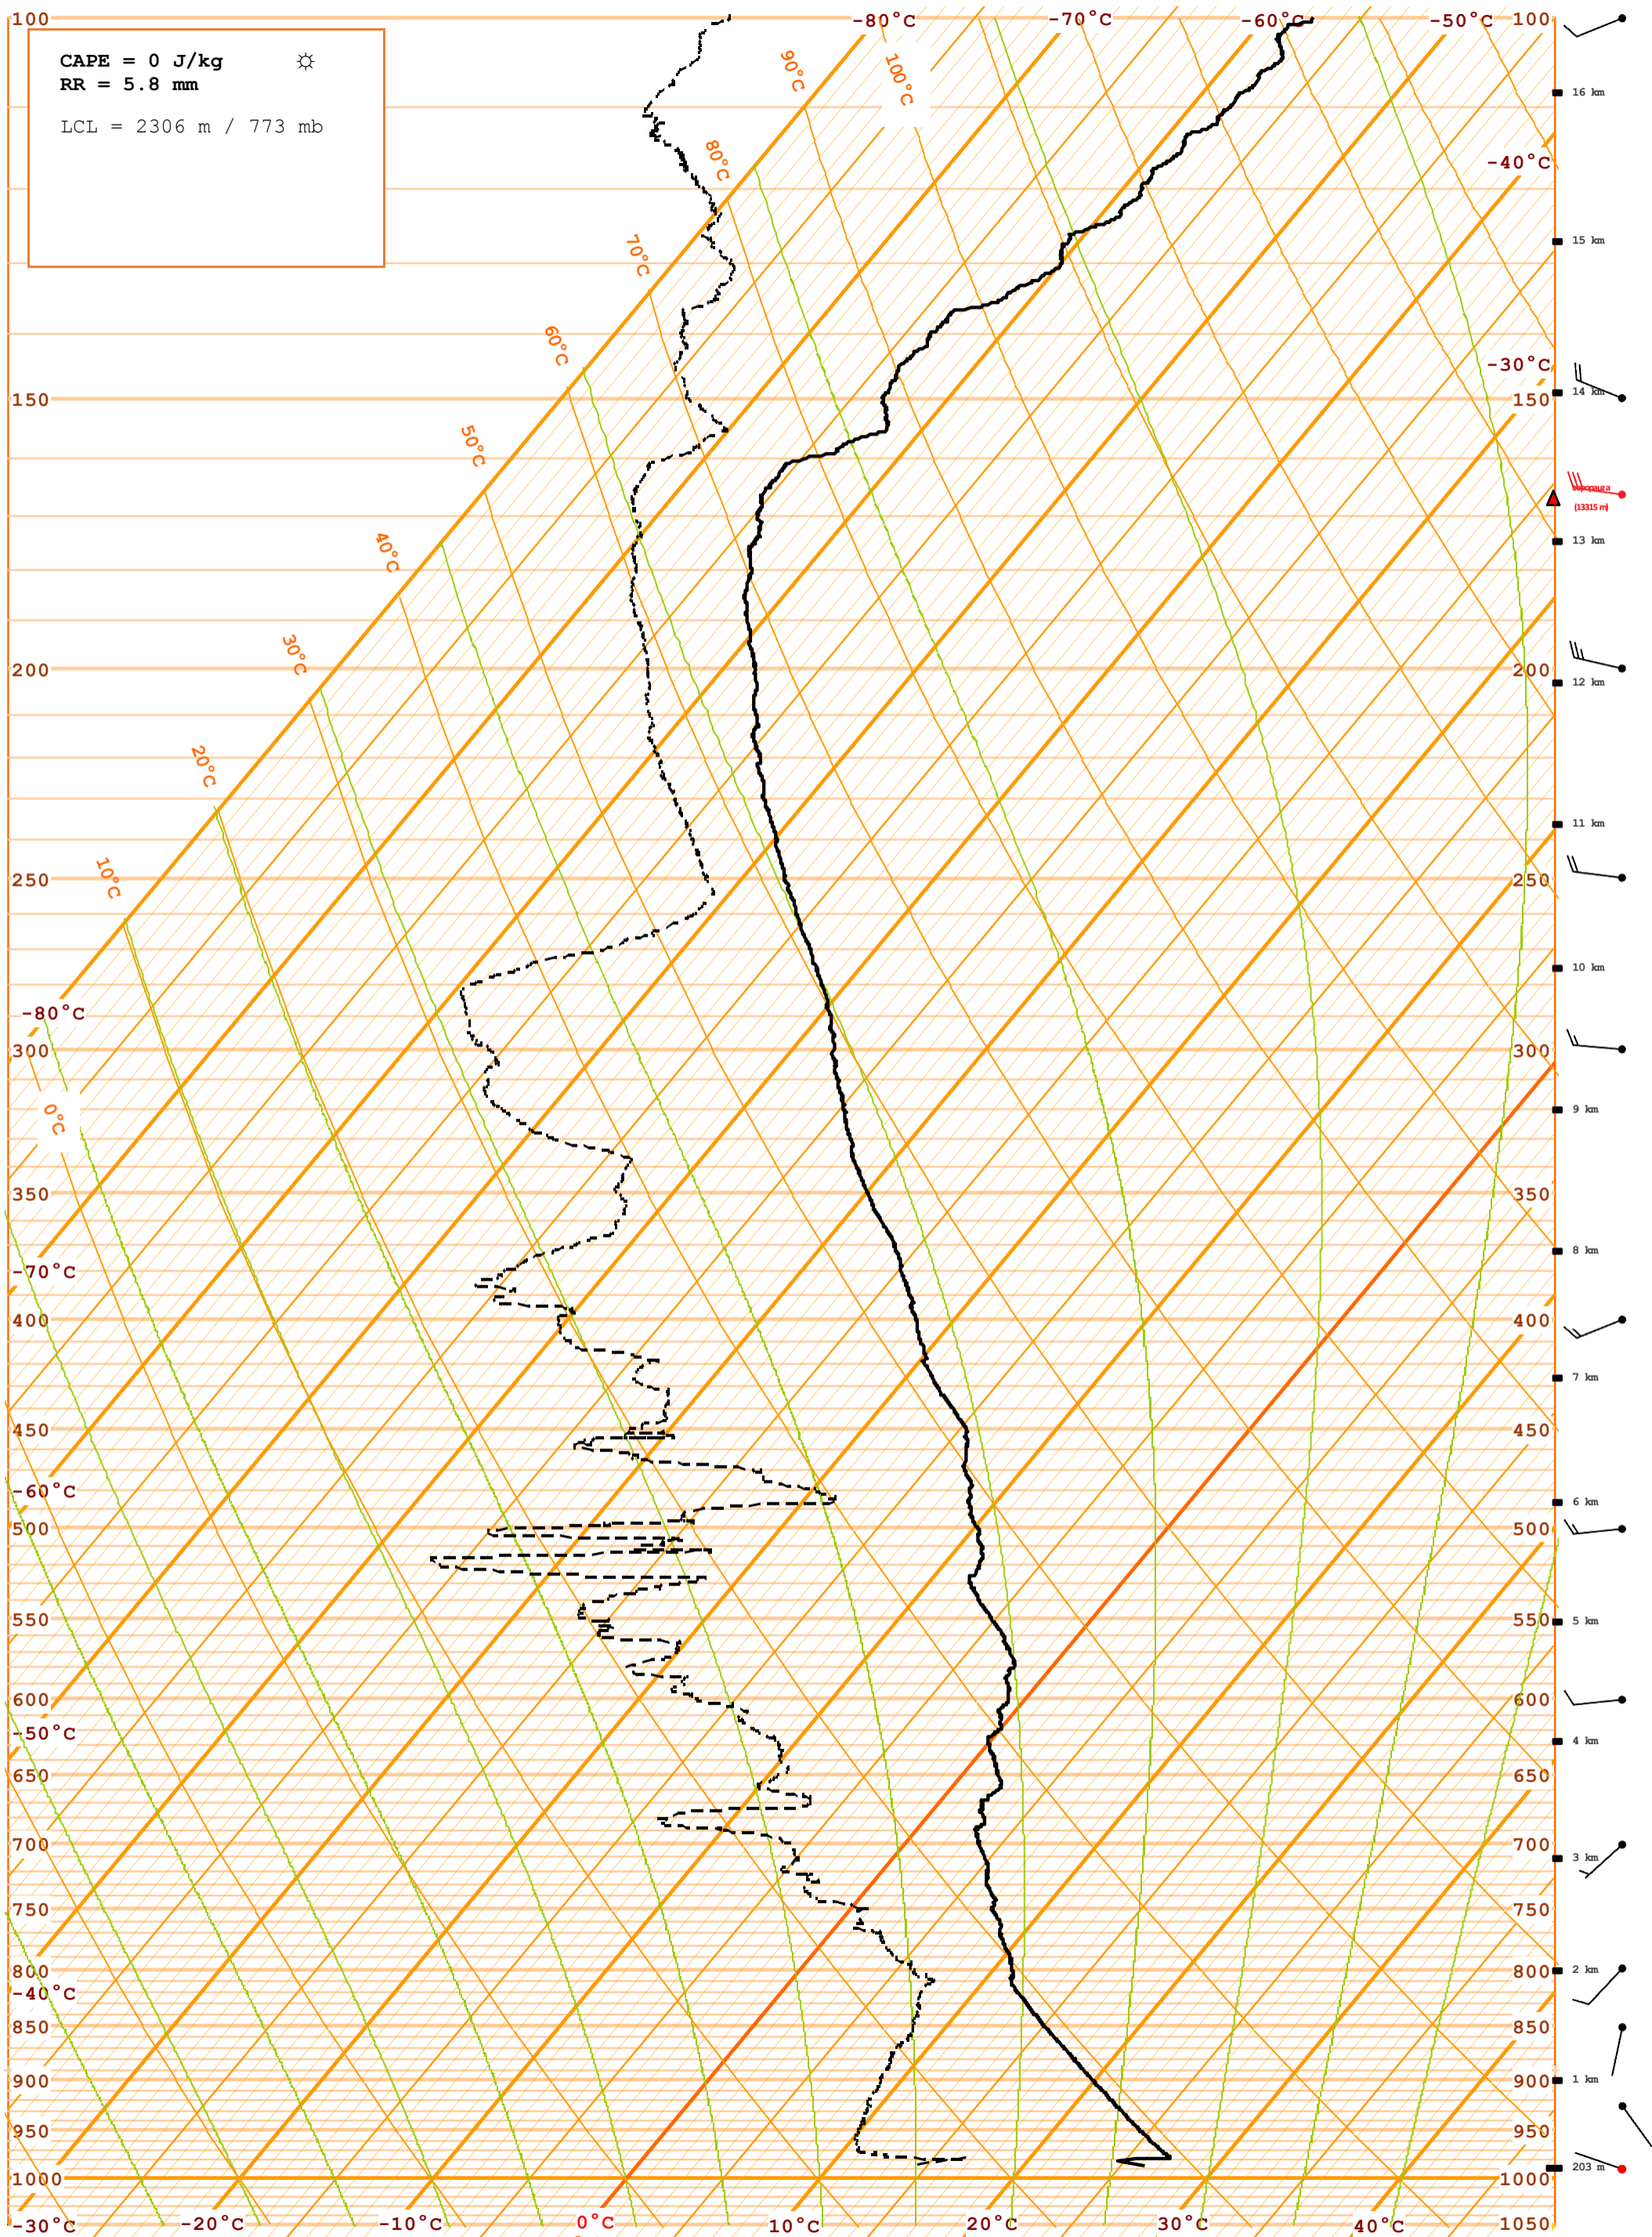 100 -80°C -70°C -60°C -50°C 100
CAPE = 0 J/kg ☼
RR = 5.8 mm
LCL = 2306 m / 773 mb
90°C 100°C
16 km
80°C
-40°C
70°C
15 km
60°C
-30°C
150 150 14 km
50°C
(13315 m)
40°C
13 km
30°C
200 200
12 km
20°C
11 km
10°C
250 250
10 km
-80°C
300 300
0°C
9 km
350 350
8 km
-70°C
400 400
7 km
450 450
-60°C
6 km
500 500
550 550
5 km
600 600
-50°C
4 km
650 650
700 700
3 km
750 750
800 800 2 km
-40°C
850 850
900 900 1 km
950 950
203 m
1000 1000
-30°C -20°C -10°C 0°C 10°C 20°C 30°C 40°C 1050